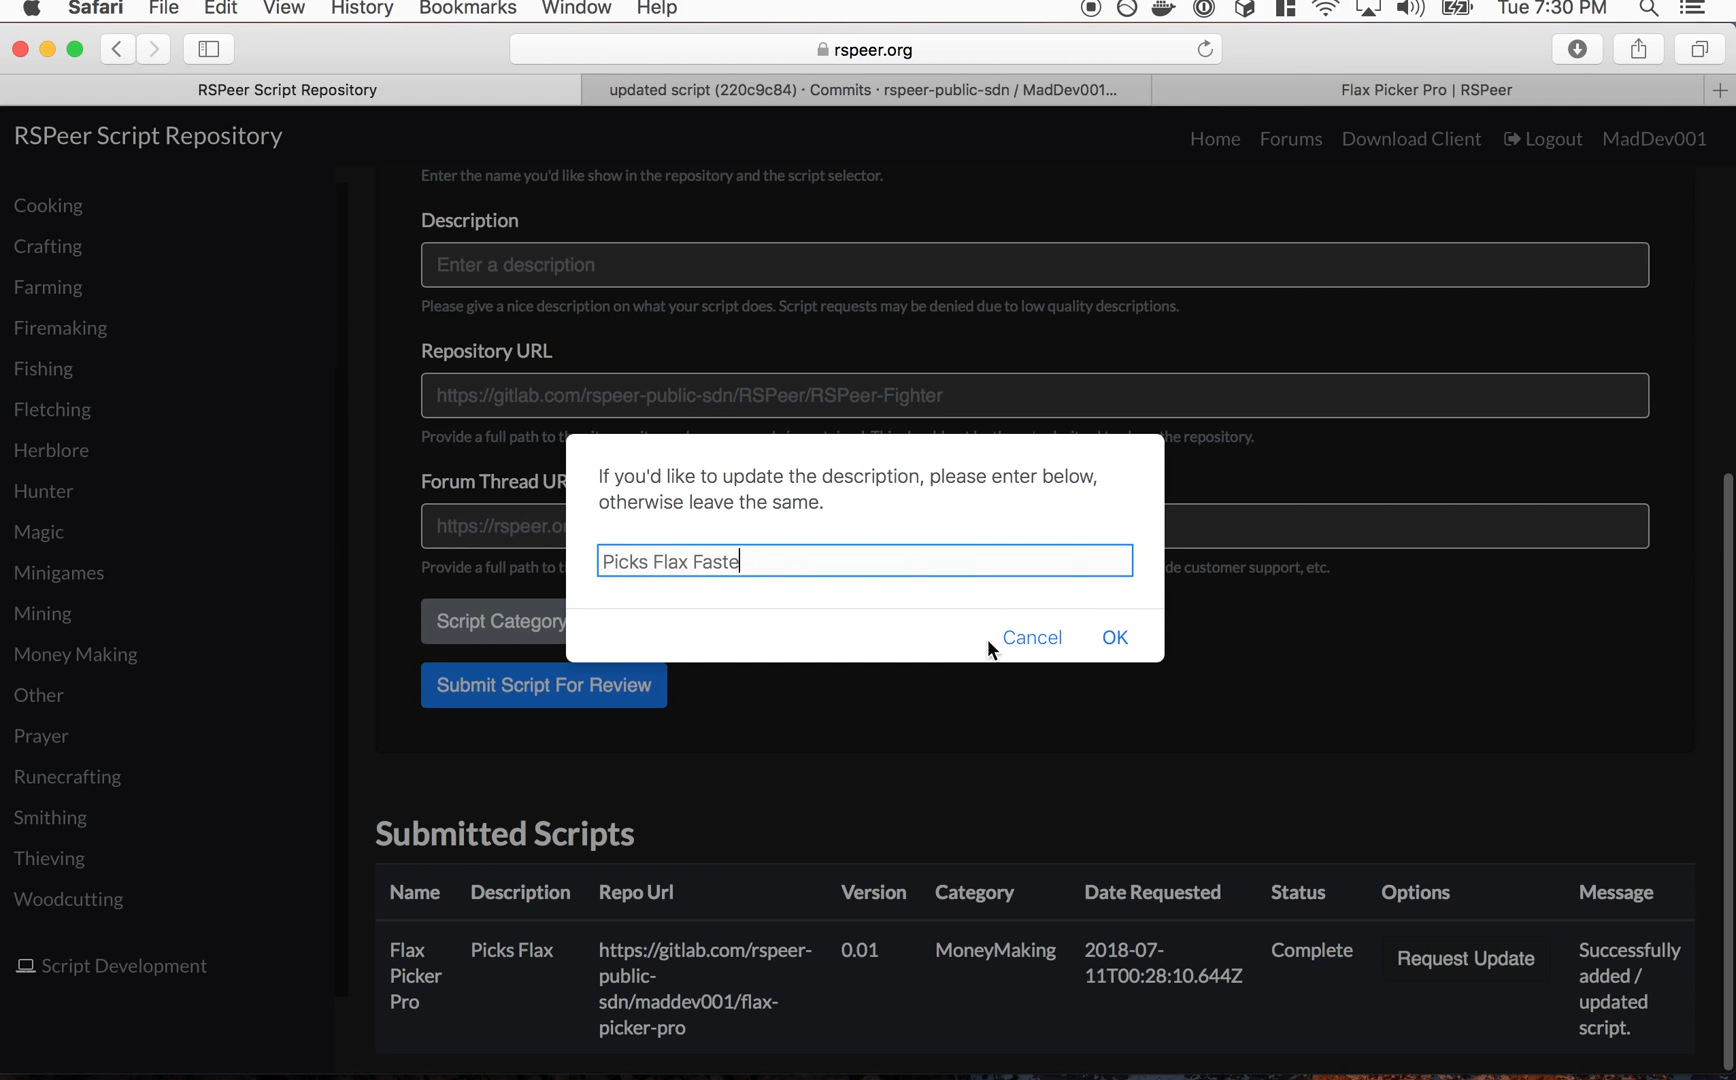 Safari File Edit View History Bookmarks Window Help Tue 7:30 PM
rspeer.org
RSPeer Script Repository
updated script (220c9c84) · Commits · rspeer-public-sdn / MadDev001...
Flax Picker Pro | RSPeer
RSPeer Script Repository
Home Forums Download Client Logout MadDev001
Cooking
Crafting
Farming
Firemaking
Fishing
Fletching
Herblore
Hunter
Magic
Minigames
Mining
Money Making
Other
Prayer
Runecrafting
Smithing
Thieving
Woodcutting
Script Development
Enter the name you'd like show in the repository and the script selector.
Description
Enter a description
Please give a nice description on what your script does. Script requests may be denied due to low quality descriptions.
Repository URL
https://gitlab.com/rspeer-public-sdn/RSPeer/RSPeer-Fighter
Provide a full path to the repository.
Forum Thread UR
https://rspeer.o
Provide a full path to de customer support, etc.
Script Category
Submit Script For Review
If you'd like to update the description, please enter below,
otherwise leave the same.
Picks Flax Faste
Cancel OK
Submitted Scripts
Name Description Repo Url Version Category Date Requested Status Options Message
Flax
Picker
Pro
Picks Flax
https://gitlab.com/rspeer-
public-
sdn/maddev001/flax-
picker-pro
0.01
MoneyMaking
2018-07-
11T00:28:10.644Z
Complete
Request Update
Successfully
added /
updated
script.